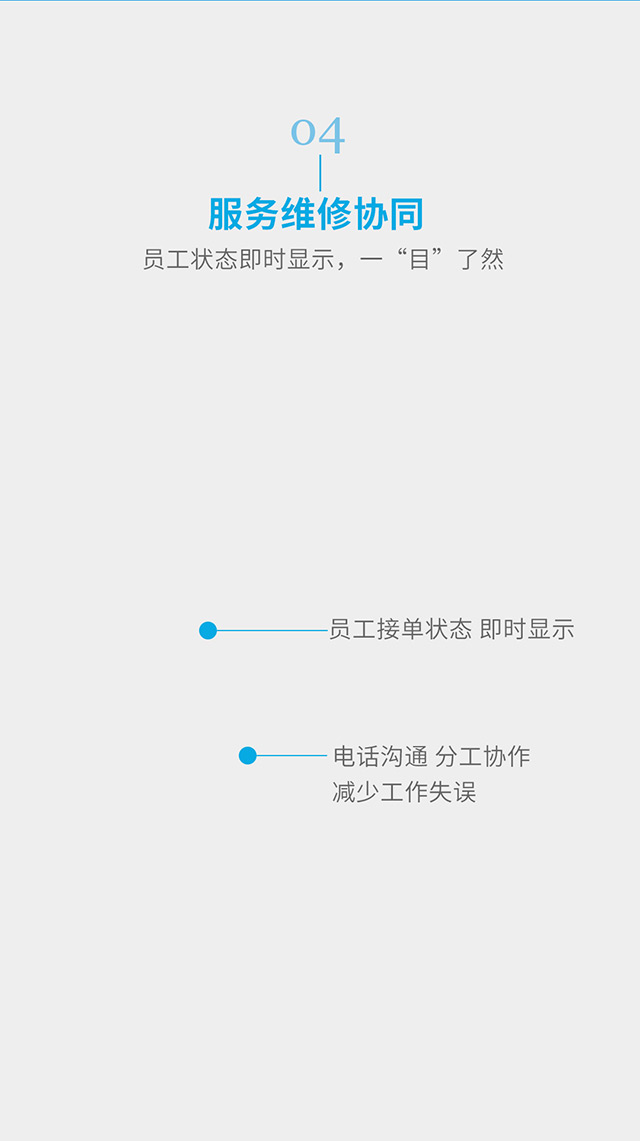 04
服务维修协同
员工状态即时显示，一“目”了然
员工接单状态 即时显示
电话沟通 分工协作
减少工作失误